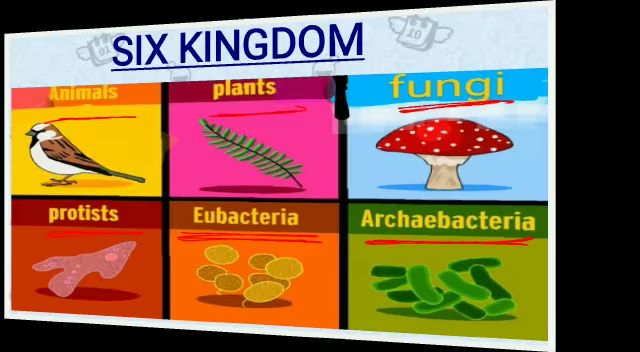 SIX KINGDOM
Animals plants fungi
protists Eubacteria Archaebacteria